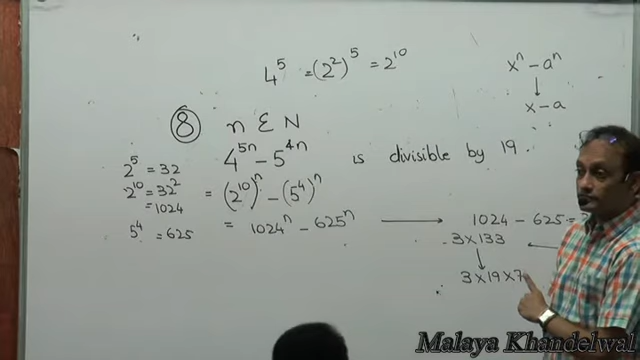 4^5 = (2^2)^5 = 2^10
x^n - a^n
↓
x - a
8 n ε N
4^5n - 5^4n is divisible by 19
2^5 = 32
2^10 = 32^2
= 1024
= (2^10)^n - (5^4)^n
5^4 = 625
= 1024^n - 625^n → 1024 - 625 =
3×133 ←
↓
3×19×7
Malaya Khandelwal